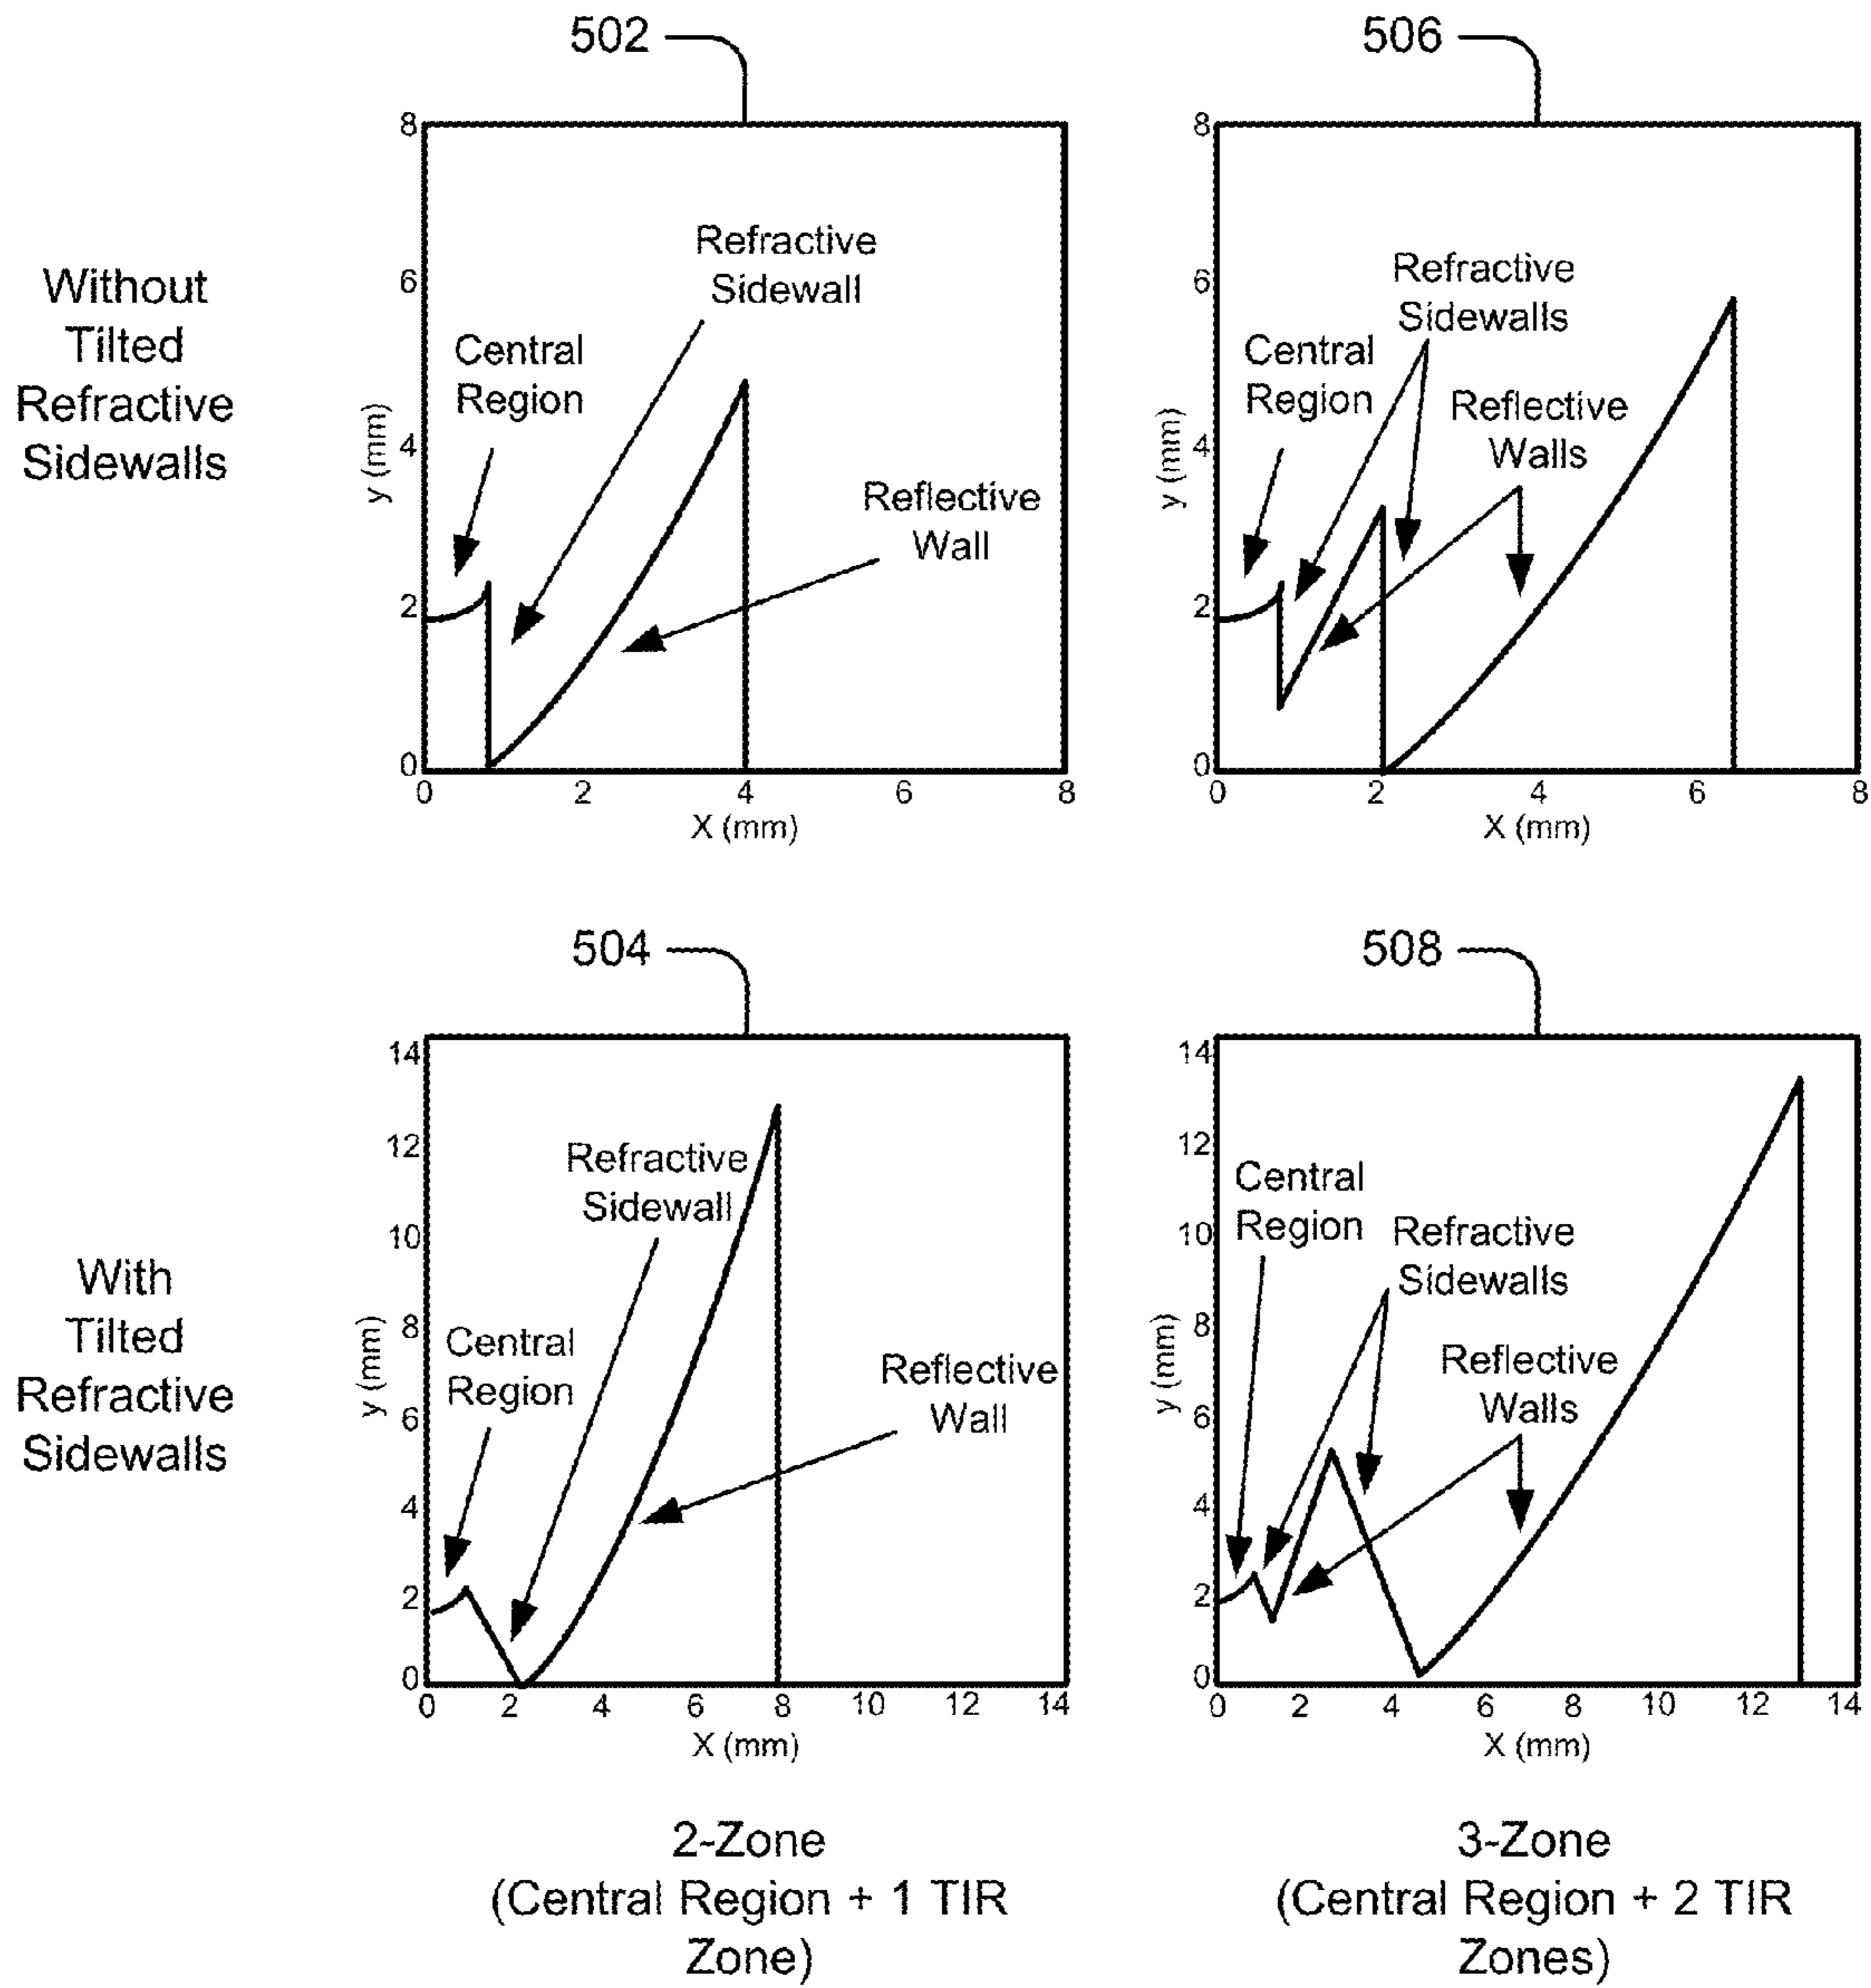 502
506
Without
Tilted
Refractive
Sidewalls
8
6
4
2
0
y (mm)
Central
Region
Refractive
Sidewall
Reflective
Wall
0 2 4 6 8
X (mm)
8
6
4
2
0
y (mm)
Central
Region
Refractive
Sidewalls
Reflective
Walls
0 2 4 6 8
X (mm)
504
508
With
Tilted
Refractive
Sidewalls
14
12
10
8
6
4
2
0
y (mm)
Central
Region
Refractive
Sidewall
Reflective
Wall
0 2 4 6 8 10 12 14
X (mm)
14
12
10
8
6
4
2
0
y (mm)
Central
Region
Refractive
Sidewalls
Reflective
Walls
0 2 4 6 8 10 12 14
X (mm)
2-Zone
(Central Region + 1 TIR
Zone)
3-Zone
(Central Region + 2 TIR
Zones)